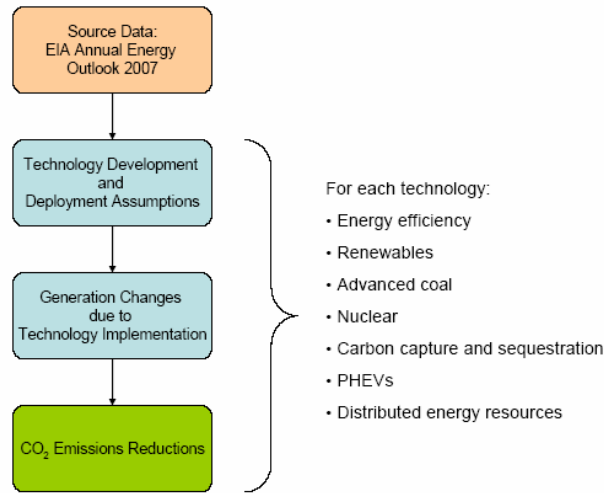 Source Data:
EIA Annual Energy
Outlook 2007
Technology Development
and
Deployment Assumptions
Generation Changes
due to
Technology Implementation
CO₂ Emissions Reductions
For each technology:
• Energy efficiency
• Renewables
• Advanced coal
• Nuclear
• Carbon capture and sequestration
• PHEVs
• Distributed energy resources